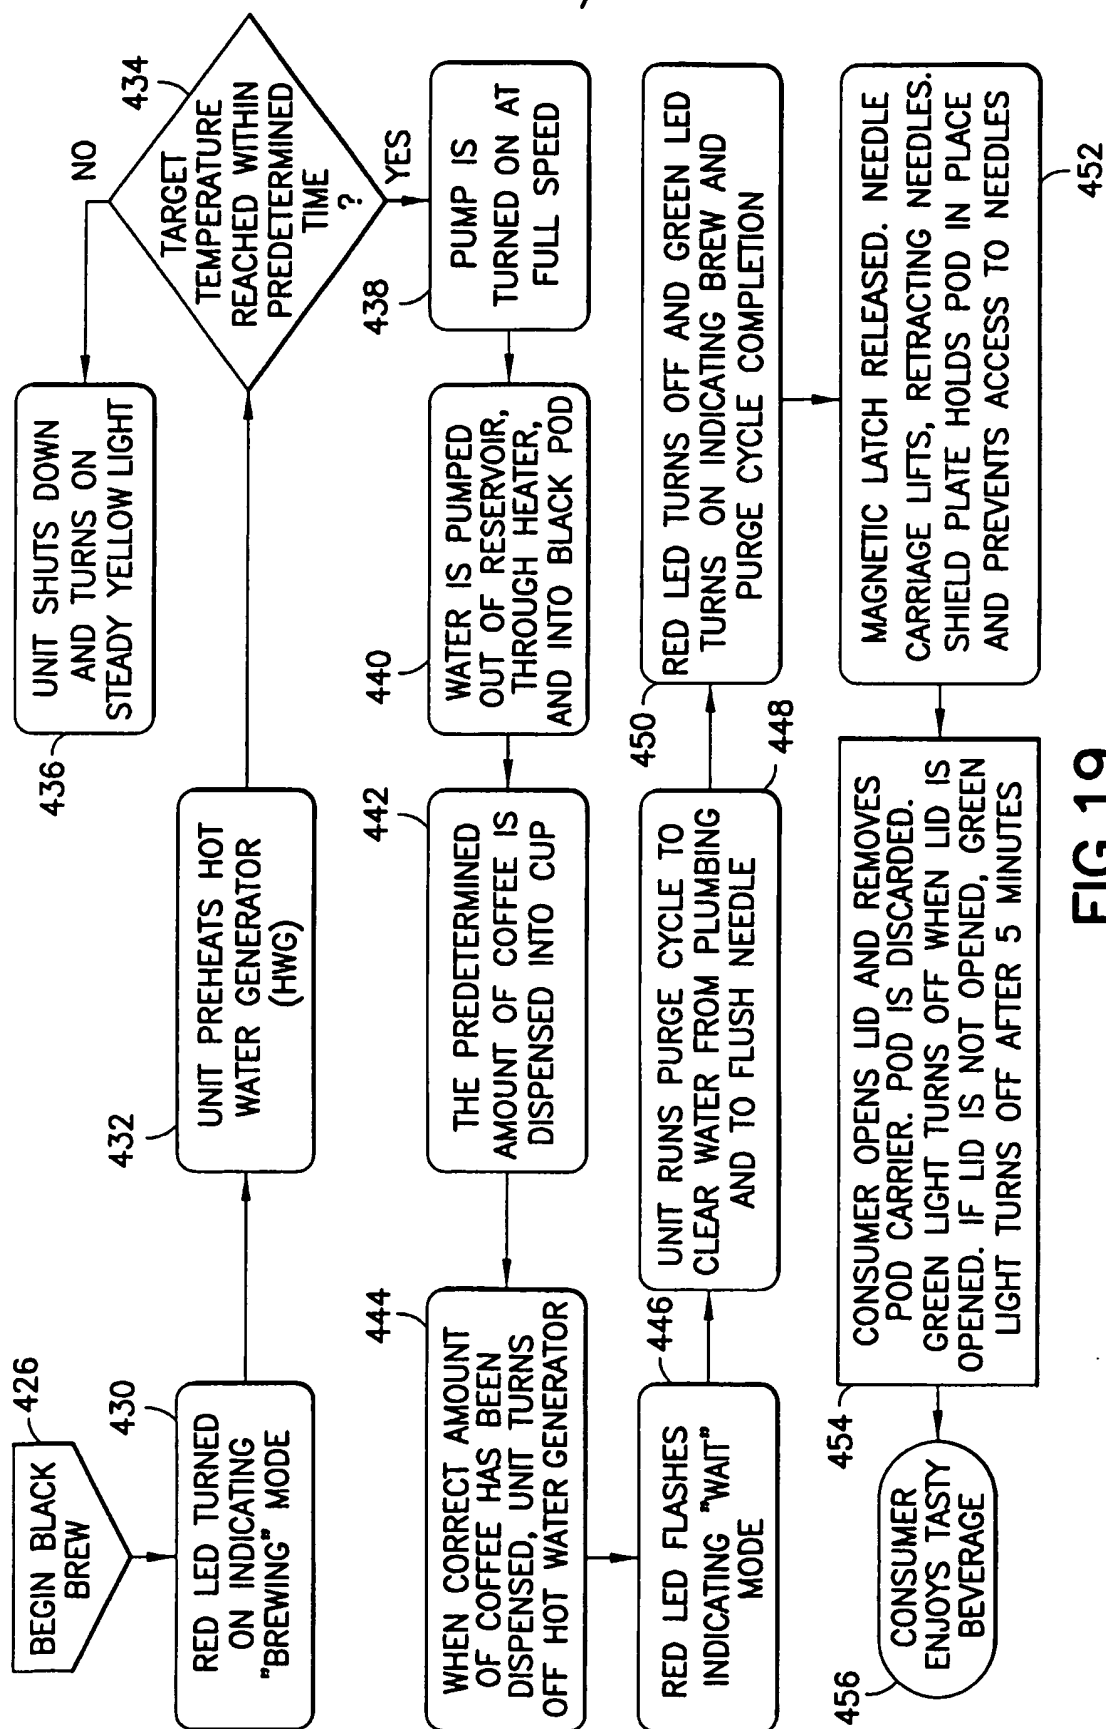 BEGIN BLACK
BREW
426
RED LED TURNED
ON INDICATING
"BREWING" MODE
430
UNIT PREHEATS HOT
WATER GENERATOR
(HWG)
432
TARGET
TEMPERATURE
REACHED WITHIN
PREDETERMINED
TIME
?
434
NO
YES
UNIT SHUTS DOWN
AND TURNS ON
STEADY YELLOW LIGHT
436
PUMP IS
TURNED ON AT
FULL SPEED
438
WATER IS PUMPED
OUT OF RESERVOIR,
THROUGH HEATER,
AND INTO BLACK POD
440
THE PREDETERMINED
AMOUNT OF COFFEE IS
DISPENSED INTO CUP
442
WHEN CORRECT AMOUNT
OF COFFEE HAS BEEN
DISPENSED, UNIT TURNS
OFF HOT WATER GENERATOR
444
RED LED FLASHES
INDICATING "WAIT"
MODE
446
UNIT RUNS PURGE CYCLE TO
CLEAR WATER FROM PLUMBING
AND TO FLUSH NEEDLE
448
RED LED TURNS OFF AND GREEN LED
TURNS ON INDICATING BREW AND
PURGE CYCLE COMPLETION
450
MAGNETIC LATCH RELEASED. NEEDLE
CARRIAGE LIFTS, RETRACTING NEEDLES.
SHIELD PLATE HOLDS POD IN PLACE
AND PREVENTS ACCESS TO NEEDLES
452
CONSUMER OPENS LID AND REMOVES
POD CARRIER. POD IS DISCARDED.
GREEN LIGHT TURNS OFF WHEN LID IS
OPENED. IF LID IS NOT OPENED, GREEN
LIGHT TURNS OFF AFTER 5 MINUTES
454
CONSUMER
ENJOYS TASTY
BEVERAGE
456
FIG.19